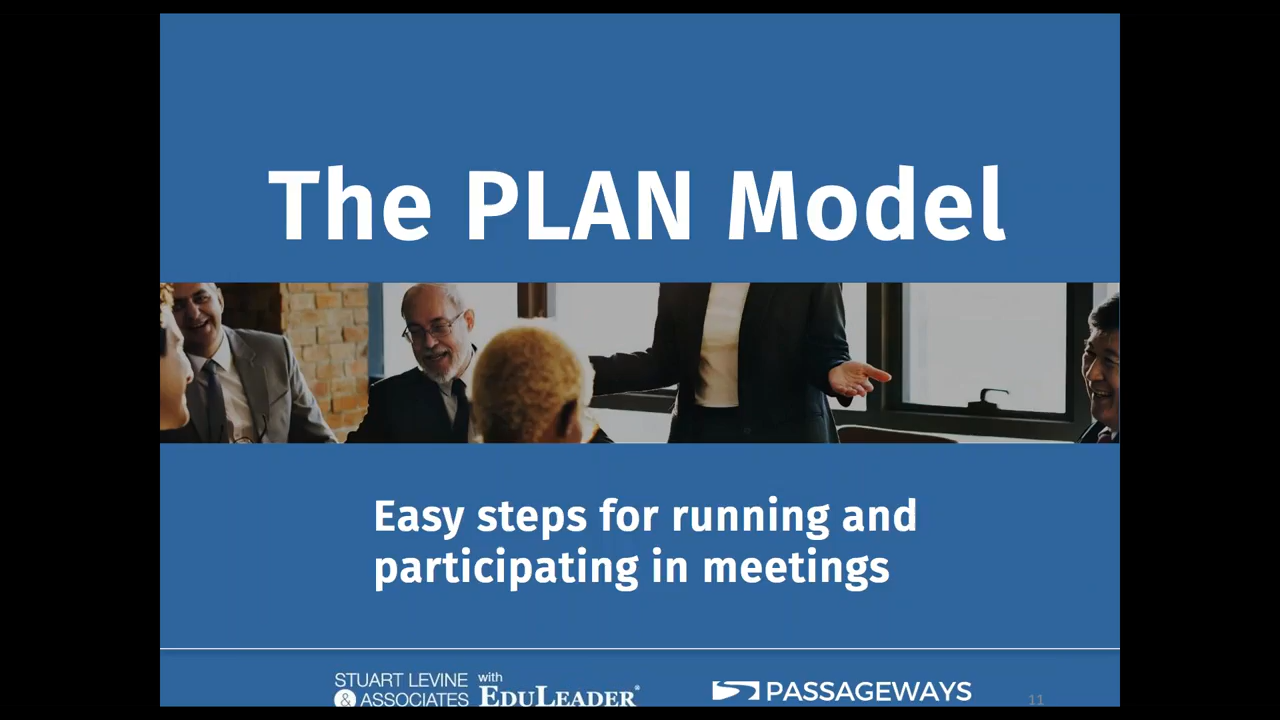 The PLAN Model
Easy steps for running and
participating in meetings
STUART LEVINE with
& ASSOCIATES EDULEADER®
PASSAGEWAYS
11